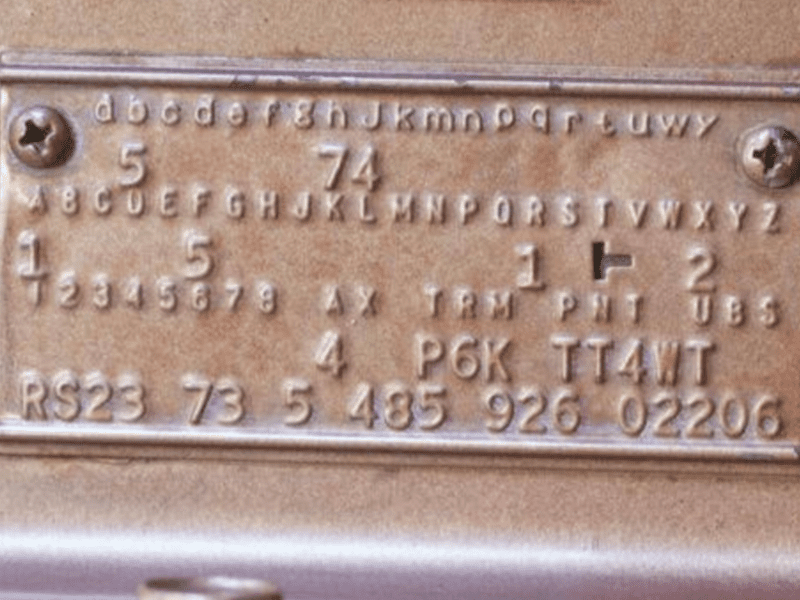 abcdefghJkmnpqrtuwy
5 74
ABCDEFGHJKLMNPQRSTVWXYZ
1 5 1 2
12345678 AX TRM PNT UBS
4 P6K TT4WT
RS23 73 5 485 926 02206